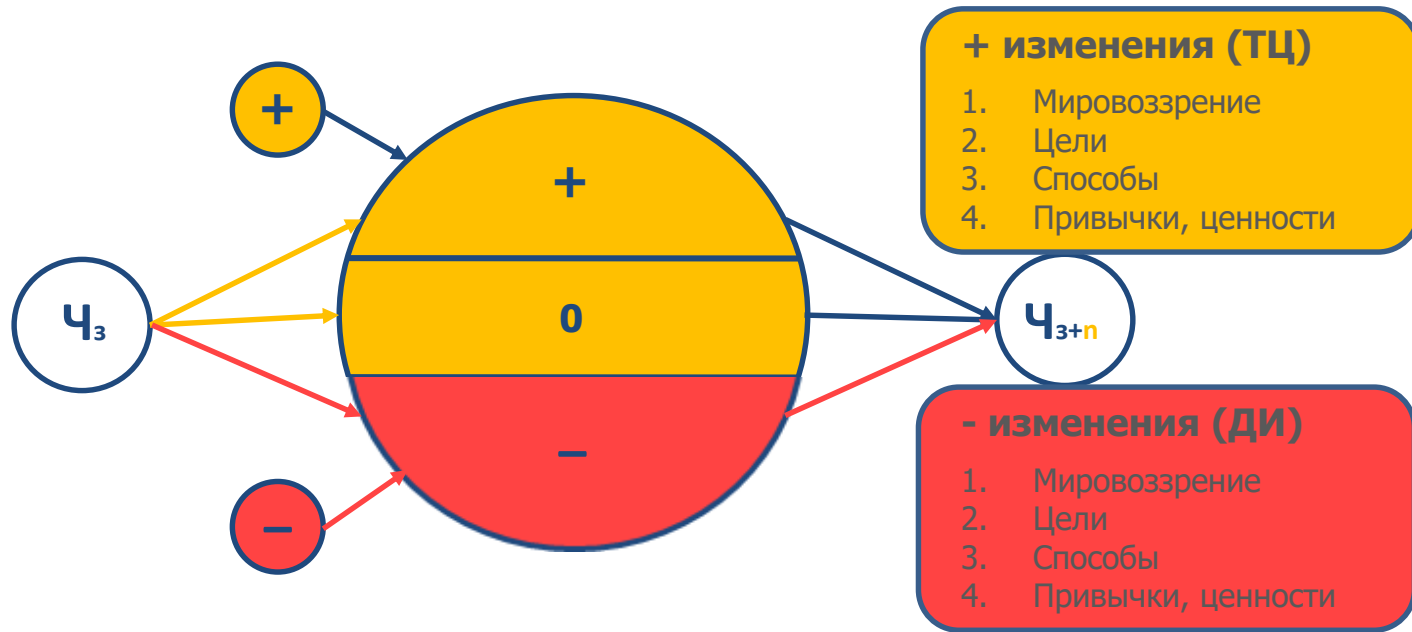 +
+
0
−
−
Ч₃
Ч₃₊n
+ изменения (ТЦ)
1. Мировоззрение
2. Цели
3. Способы
4. Привычки, ценности
- изменения (ДИ)
1. Мировоззрение
2. Цели
3. Способы
4. Привычки, ценности